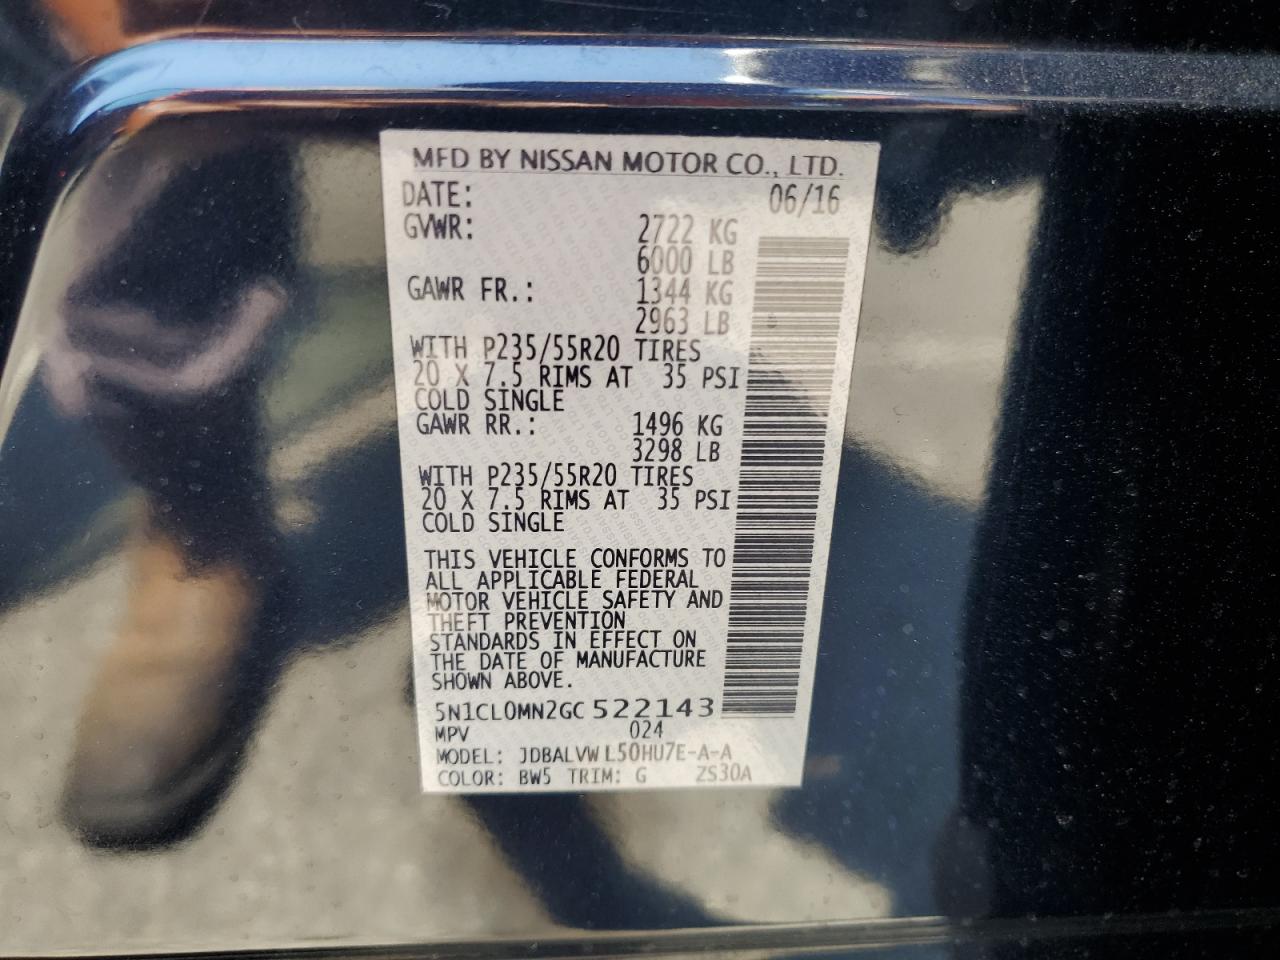 MFD BY NISSAN MOTOR CO., LTD.
DATE: 06/16
GVWR: 2722 KG
6000 LB
GAWR FR.: 1344 KG
2963 LB
WITH P235/55R20 TIRES
20 X 7.5 RIMS AT 35 PSI
COLD SINGLE
GAWR RR.: 1496 KG
3298 LB
WITH P235/55R20 TIRES
20 X 7.5 RIMS AT 35 PSI
COLD SINGLE
THIS VEHICLE CONFORMS TO
ALL APPLICABLE FEDERAL
MOTOR VEHICLE SAFETY AND
THEFT PREVENTION
STANDARDS IN EFFECT ON
THE DATE OF MANUFACTURE
SHOWN ABOVE.
5N1CL0MN2GC522143
MPV 024
MODEL: JDBALVWL50HU7E-A-A
COLOR: BW5 TRIM: G ZS30A